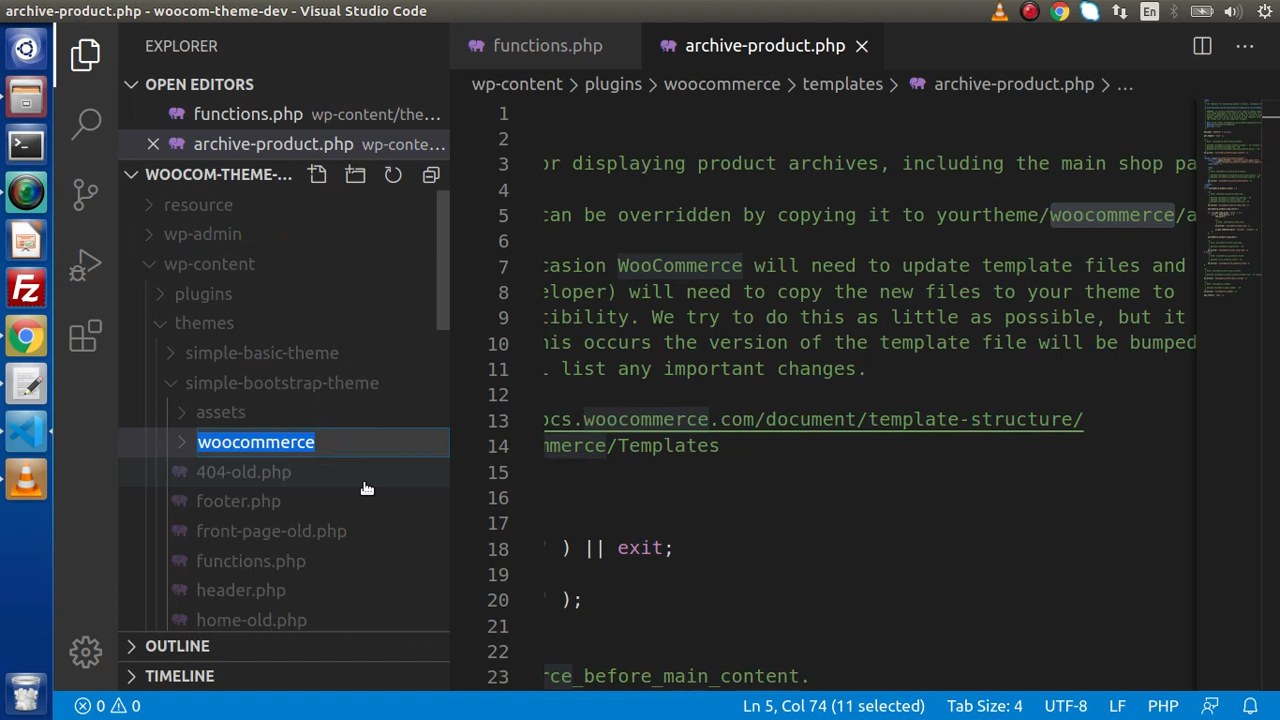 archive-product.php - woocom-theme-dev - Visual Studio Code
En
EXPLORER
functions.php
archive-product.php
OPEN EDITORS
functions.php wp-content/the...
archive-product.php wp-conte...
WOOCOM-THEME-...
resource
wp-admin
wp-content
plugins
themes
simple-basic-theme
simple-bootstrap-theme
assets
woocommerce
404-old.php
footer.php
front-page-old.php
functions.php
header.php
home-old.php
OUTLINE
TIMELINE
wp-content > plugins > woocommerce > templates > archive-product.php > ...
1
2
3 or displaying product archives, including the main shop pa
4
5 can be overridden by copying it to yourtheme/woocommerce/a
6
7 casion WooCommerce will need to update template files and
8 eloper) will need to copy the new files to your theme to
9 tibility. We try to do this as little as possible, but it
10 his occurs the version of the template file will be bumped
11 l list any important changes.
12
13 ocs.woocommerce.com/document/template-structure/
14 mmerce/Templates
15
16
17
18 ' ) || exit;
19
20 ' );
21
22
23 rce_before_main_content.
0 0
Ln 5, Col 74 (11 selected)
Tab Size: 4
UTF-8
LF
PHP